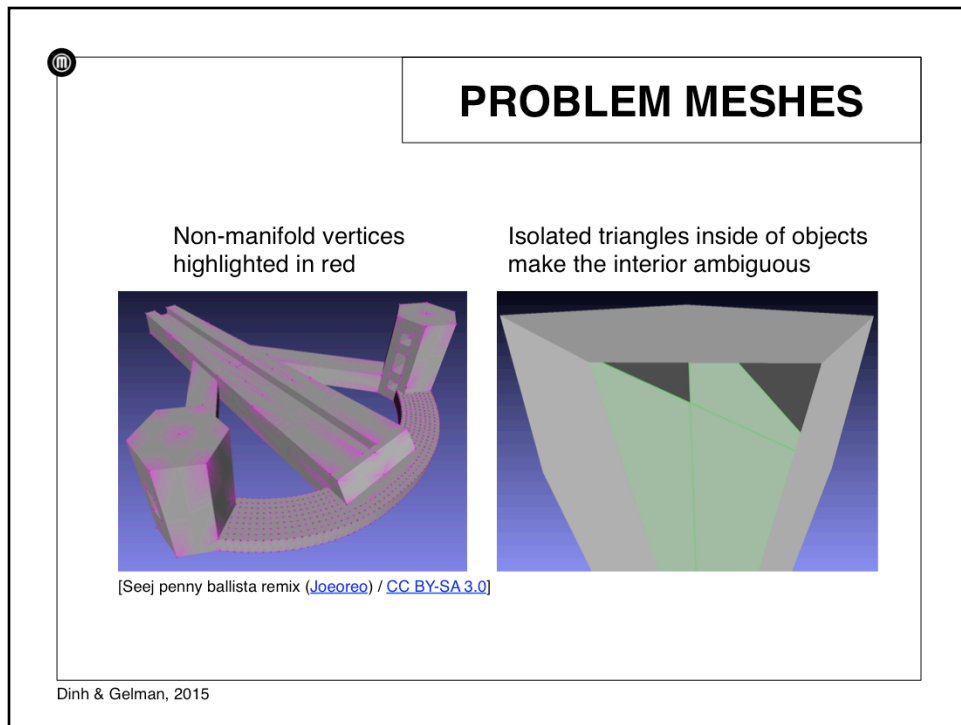 m
PROBLEM MESHES
Non-manifold vertices
highlighted in red
Isolated triangles inside of objects
make the interior ambiguous
[Seej penny ballista remix (Joeoreo) / CC BY-SA 3.0]
Dinh & Gelman, 2015